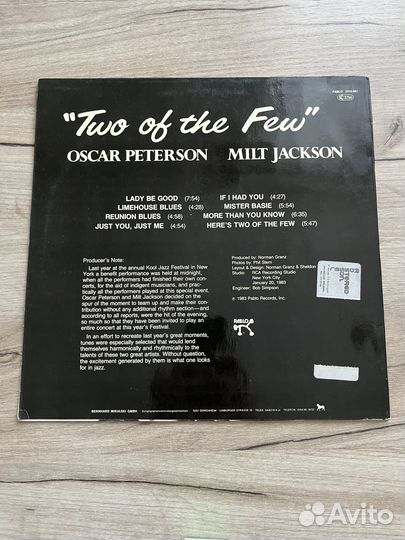 PABLO
"Two of the Few"
OSCAR PETERSON MILT JACKSON
LADY BE GOOD (7:54)
LIMEHOUSE BLUES (4:28)
REUNION BLUES (4:58)
JUST YOU, JUST ME (4:54)
IF I HAD YOU (4:27)
MISTER BASIE (5:54)
MORE THAN YOU KNOW (6:35)
HERE'S TWO OF THE FEW (5:47)
Producer's Note:
Last year at the annual Kool Jazz Festival in New
York a benefit performance was held at midnight,
when all the performers donated their services,
for the aid of indigent musicians, and practic-
ally all the performers played at this special event.
Oscar Peterson and Milt Jackson decided on the
spur of the moment to team up and make their con-
tribution without any additional rhythm section—and
according to all reports, were the hit of the evening,
so much so that they have been invited to play an
entire concert at this year's Festival.
In an effort to recreate last year's great moments,
tunes were especially selected that would lend
themselves harmonically and rhythmically to the
talents of these two great artists. Without question,
the excitement generated by them is what one looks
for in jazz.
Produced by: Norman Granz
Photos by: Phil Stern
Layout & Design: Norman Granz & Sheldon
Studio: RCA Recording Studio
New York City
January 20, 1983
Engineer: Bob Simpson
© 1983 Pablo Records, Inc.
PABLO
STEREO
BERNHARD MIKULSKI GMBH
Avito